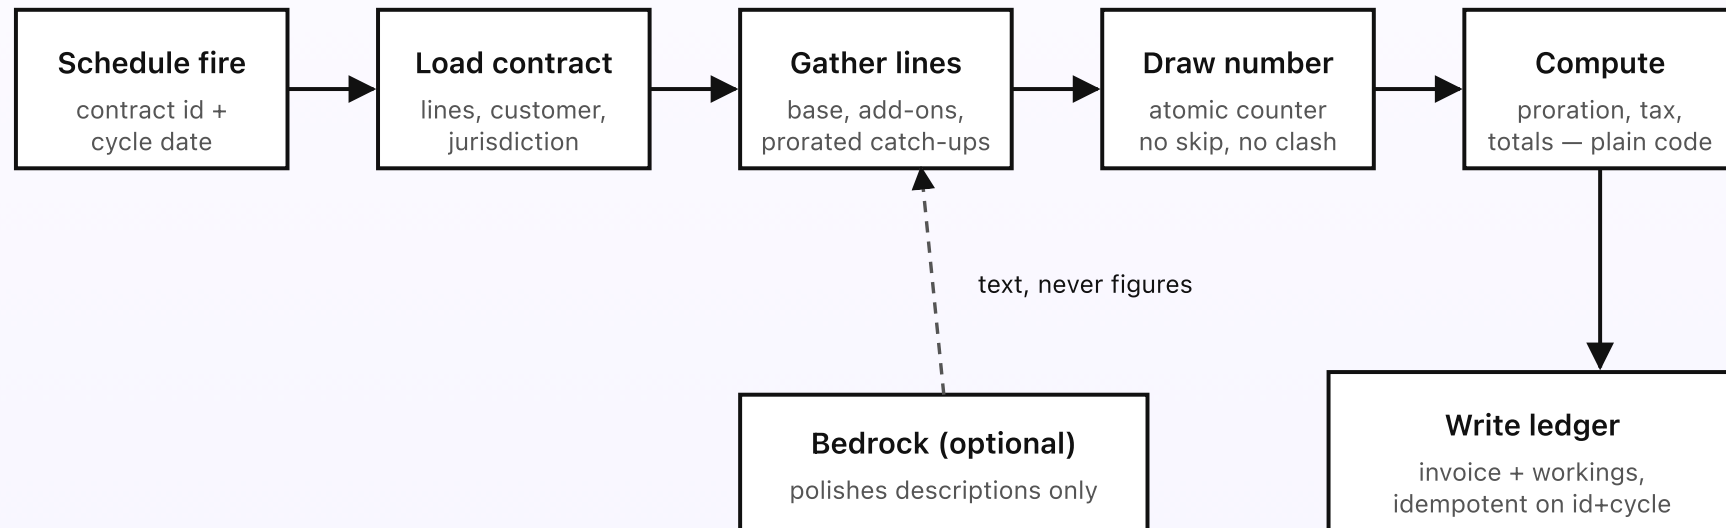 Schedule fire
contract id +
cycle date
Load contract
lines, customer,
jurisdiction
Gather lines
base, add-ons,
prorated catch-ups
Draw number
atomic counter
no skip, no clash
Compute
proration, tax,
totals — plain code
text, never figures
Bedrock (optional)
polishes descriptions only
Write ledger
invoice + workings,
idempotent on id+cycle